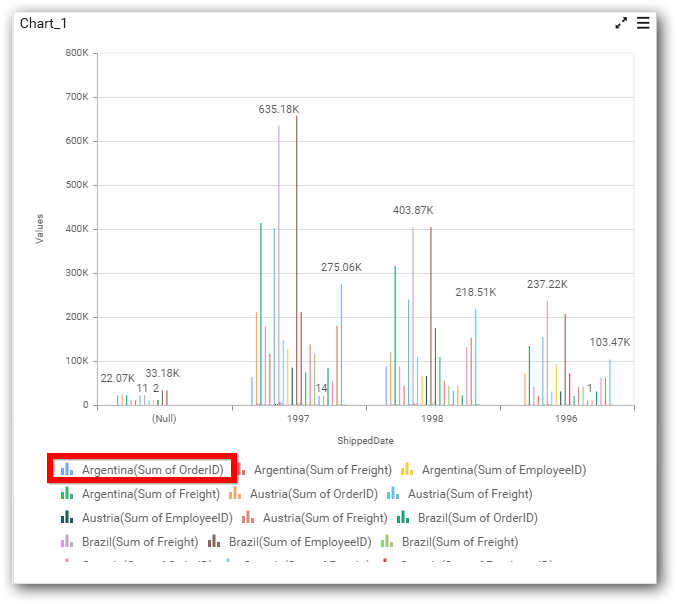 Chart_1
800K
700K
635.18K
600K
500K
403.87K
400K
300K
275.06K
237.22K
218.51K
200K
103.47K
100K
22.07K
33.18K
11 2
14
1
0
Values
(Null) 1997 1998 1996
ShippedDate
Argentina(Sum of OrderID) Argentina(Sum of Freight) Argentina(Sum of EmployeeID)
Argentina(Sum of Freight) Austria(Sum of OrderID) Austria(Sum of Freight)
Austria(Sum of EmployeeID) Austria(Sum of Freight) Brazil(Sum of OrderID)
Brazil(Sum of Freight) Brazil(Sum of EmployeeID) Brazil(Sum of Freight)